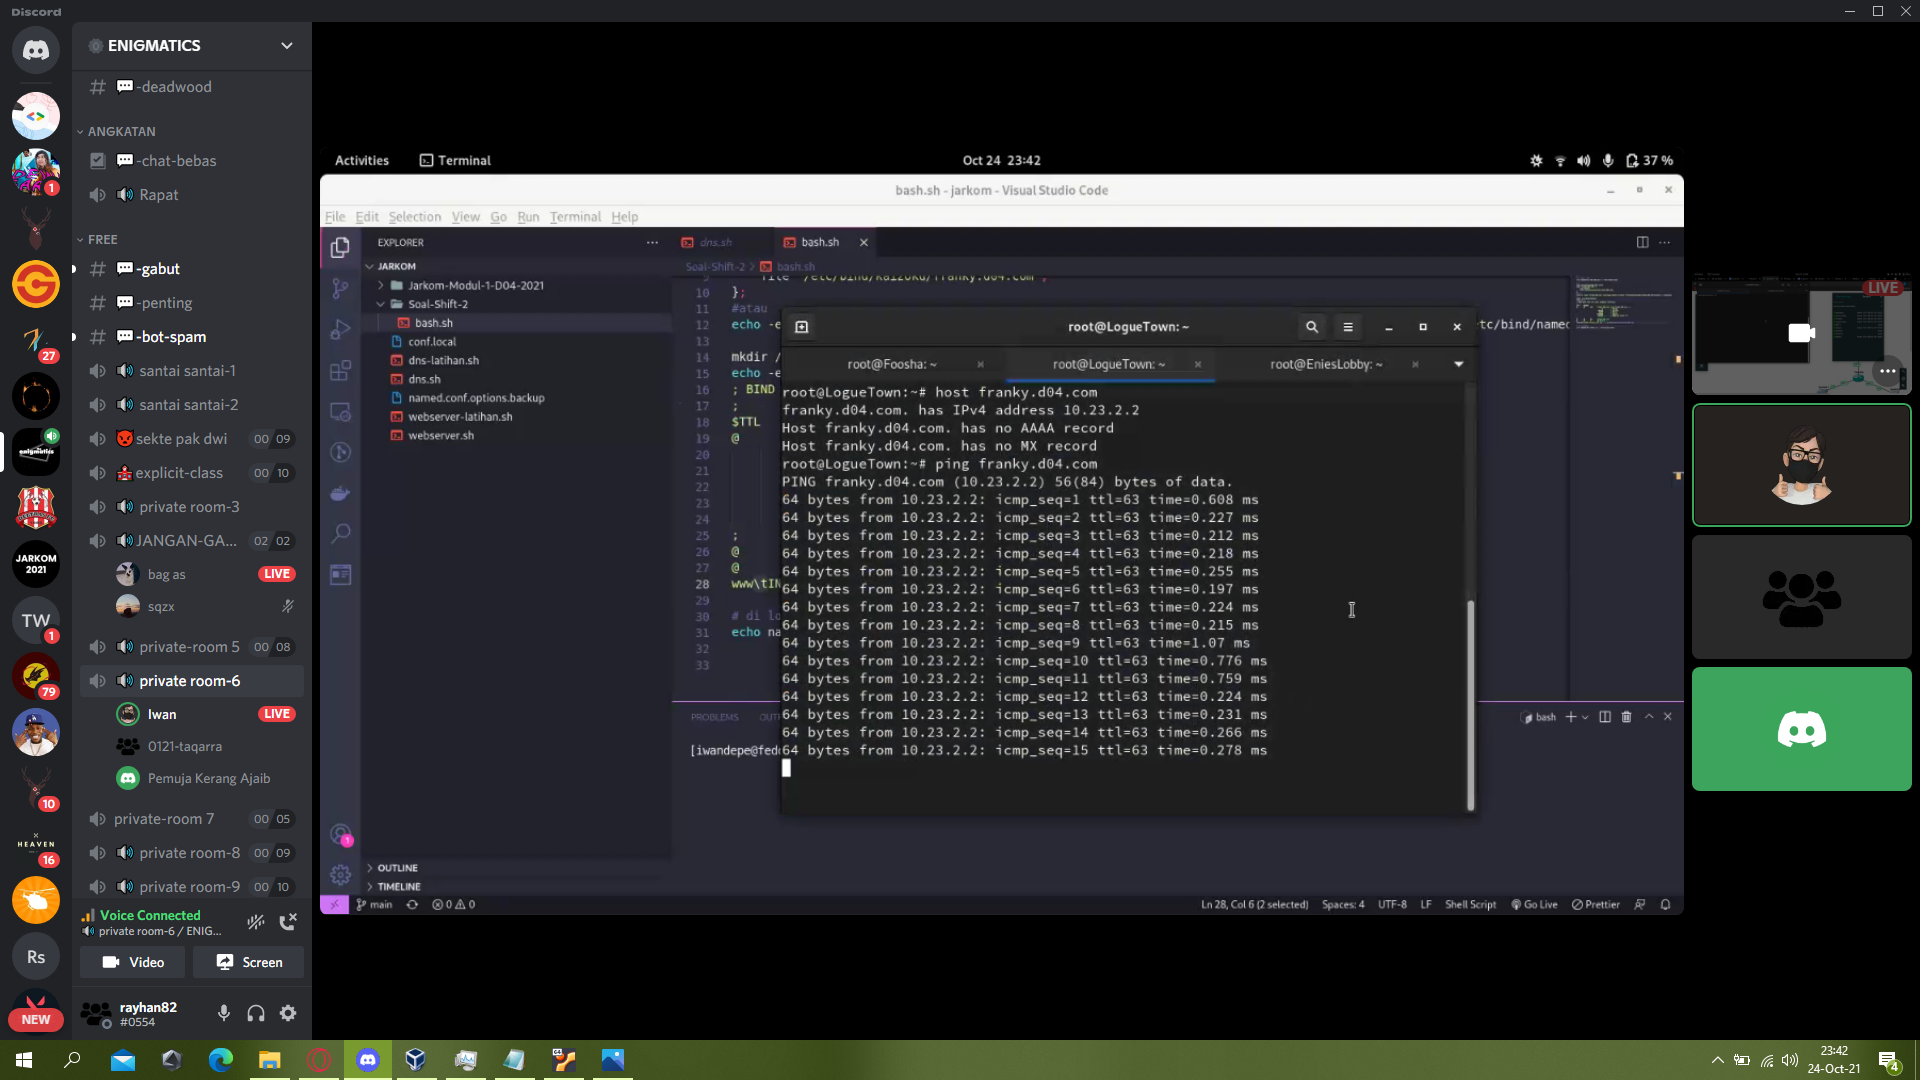 Discord
ENIGMATICS
-deadwood
ANGKATAN
-chat-bebas
Rapat
FREE
-gabut
-penting
-bot-spam
santai santai-1
santai santai-2
sekte pak dwi 00 09
explicit-class 00 10
private room-3
JANGAN-GA... 02 02
bag as LIVE
sqzx
private-room 5 00 08
private room-6
Iwan LIVE
0121-taqarra
Pemuja Kerang Ajaib
private-room 7 00 05
private room-8 00 09
private room-9 00 10
Voice Connected
private room-6 / ENIG...
Video
Screen
rayhan82
#0554
1
27
JARKOM
2021
TW
1
79
10
HEAVEN
16
Rs
NEW
Activities
Terminal
Oct 24 23:42
37 %
bash.sh - jarkom - Visual Studio Code
File Edit Selection View Go Run Terminal Help
EXPLORER
JARKOM
Jarkom-Modul-1-D04-2021
Soal-Shift-2
bash.sh
conf.local
dns-latihan.sh
dns.sh
named.conf.options.backup
webserver-latihan.sh
webserver.sh
OUTLINE
TIMELINE
dns.sh
bash.sh
Soal-Shift-2 > bash.sh
9 file "/etc/bind/kaizoku/franky.d04.com";
10 };
11 #atau
12 echo -e
13
14 mkdir /
15 echo -e
16 ; BIND
17 ;
18 $TTL
19 @
20
21
22
23
24
25 ;
26 @
27 @
28 www\tIN
29
30 # di lo
31 echo na
32
33
tc/bind/named
root@LogueTown: ~
root@Foosha: ~
root@LogueTown: ~
root@EniesLobby: ~
root@LogueTown:~# host franky.d04.com
franky.d04.com. has IPv4 address 10.23.2.2
Host franky.d04.com. has no AAAA record
Host franky.d04.com. has no MX record
root@LogueTown:~# ping franky.d04.com
PING franky.d04.com (10.23.2.2) 56(84) bytes of data.
64 bytes from 10.23.2.2: icmp_seq=1 ttl=63 time=0.608 ms
64 bytes from 10.23.2.2: icmp_seq=2 ttl=63 time=0.227 ms
64 bytes from 10.23.2.2: icmp_seq=3 ttl=63 time=0.212 ms
64 bytes from 10.23.2.2: icmp_seq=4 ttl=63 time=0.218 ms
64 bytes from 10.23.2.2: icmp_seq=5 ttl=63 time=0.255 ms
64 bytes from 10.23.2.2: icmp_seq=6 ttl=63 time=0.197 ms
64 bytes from 10.23.2.2: icmp_seq=7 ttl=63 time=0.224 ms
64 bytes from 10.23.2.2: icmp_seq=8 ttl=63 time=0.215 ms
64 bytes from 10.23.2.2: icmp_seq=9 ttl=63 time=1.07 ms
64 bytes from 10.23.2.2: icmp_seq=10 ttl=63 time=0.776 ms
64 bytes from 10.23.2.2: icmp_seq=11 ttl=63 time=0.759 ms
64 bytes from 10.23.2.2: icmp_seq=12 ttl=63 time=0.224 ms
64 bytes from 10.23.2.2: icmp_seq=13 ttl=63 time=0.231 ms
64 bytes from 10.23.2.2: icmp_seq=14 ttl=63 time=0.266 ms
64 bytes from 10.23.2.2: icmp_seq=15 ttl=63 time=0.278 ms
PROBLEMS OUT
bash
[iwandepe@fed
main
0 0
Ln 28, Col 6 (2 selected) Spaces: 4 UTF-8 LF Shell Script Go Live Prettier
1
LIVE
23:42
24-Oct-21
4